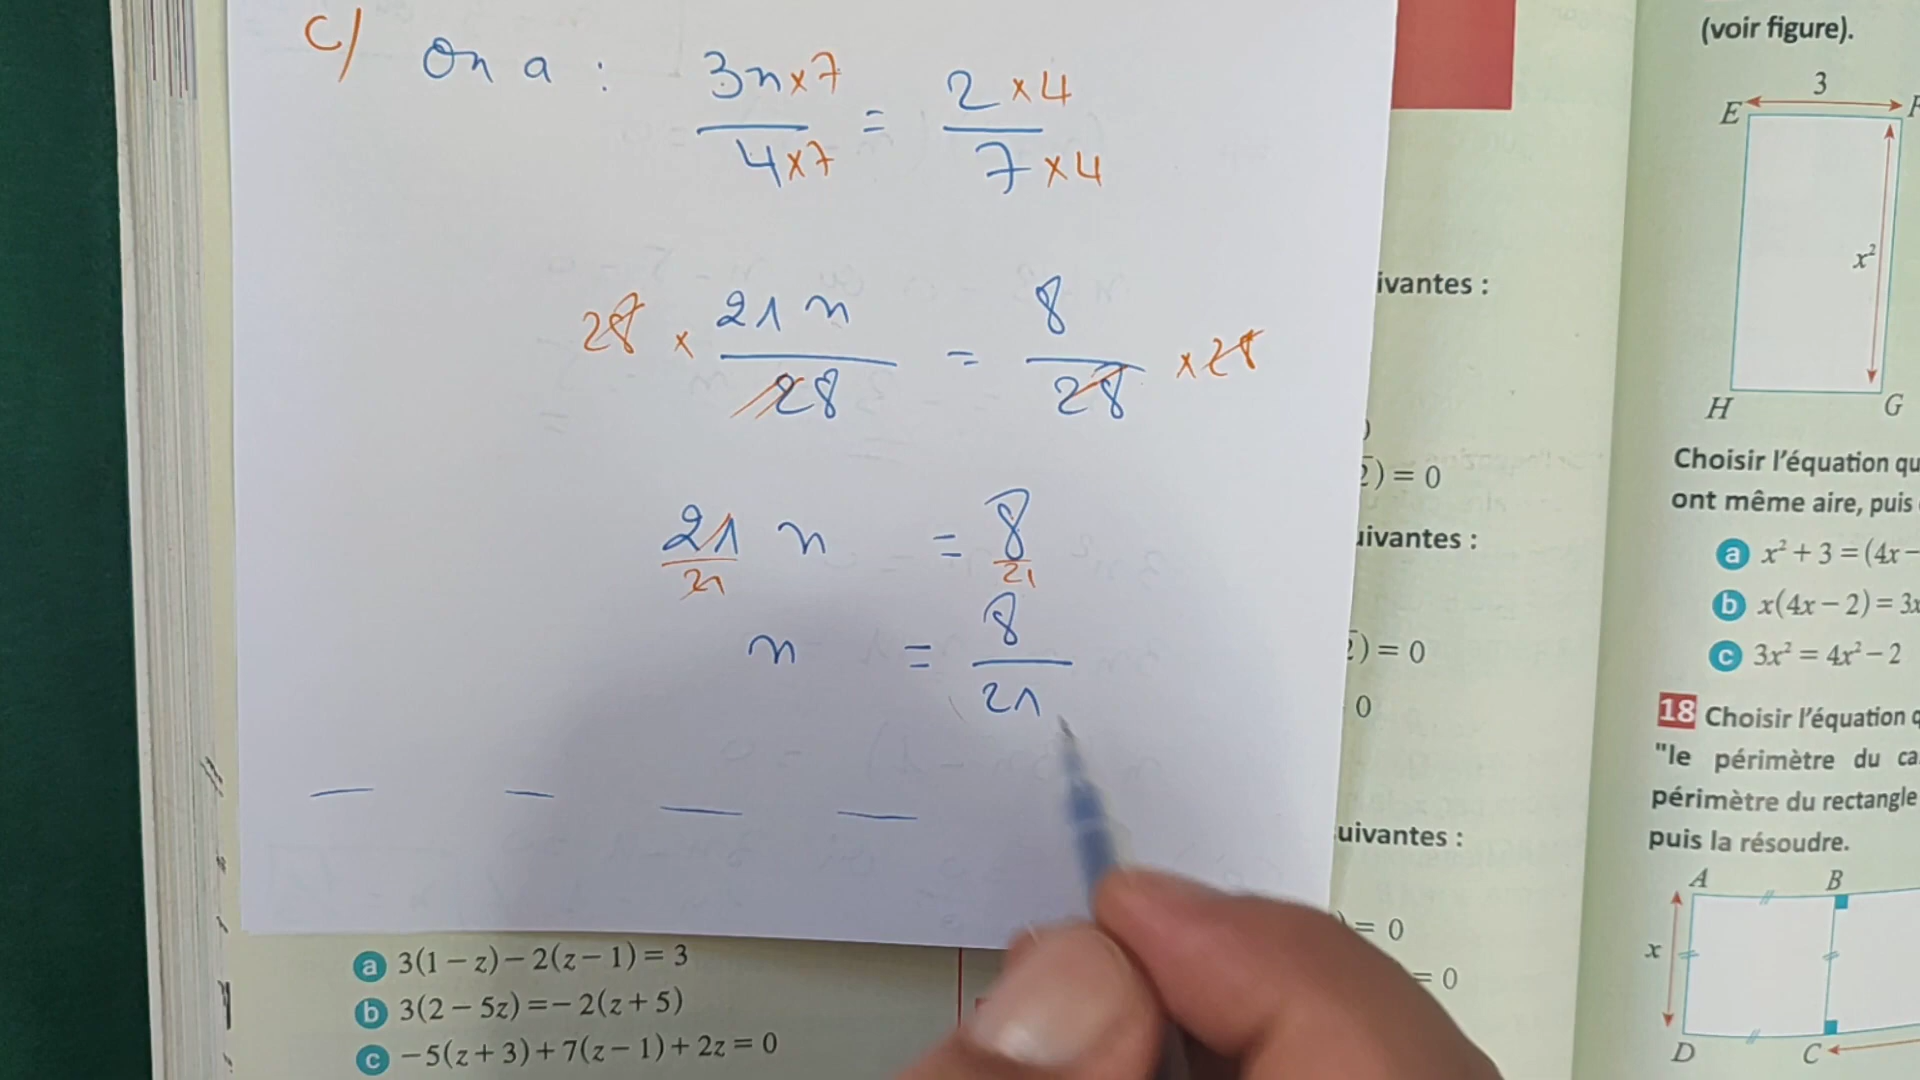 c/ On a : 3x×7 / 4×7 = 2×4 / 7×4
28 × 21 x / 28 = 8 / 28 ×28
21 / 21 x = 8 / 21
x = 8 / 21
a 3(1 − z) − 2(z − 1) = 3
b 3(2 − 5z) = − 2(z + 5)
c −5(z + 3) + 7(z − 1) + 2z = 0
ivantes :
2) = 0
uivantes :
2) = 0
0
uivantes :
) = 0
= 0
(voir figure).
3
E
x²
H
G
Choisir l'équation qu
ont même aire, puis
a x² + 3 = (4x −
b x(4x − 2) = 3x
c 3x² = 4x² − 2
18 Choisir l'équation q
"le périmètre du ca
périmètre du rectangle
puis la résoudre.
A B
x
D C